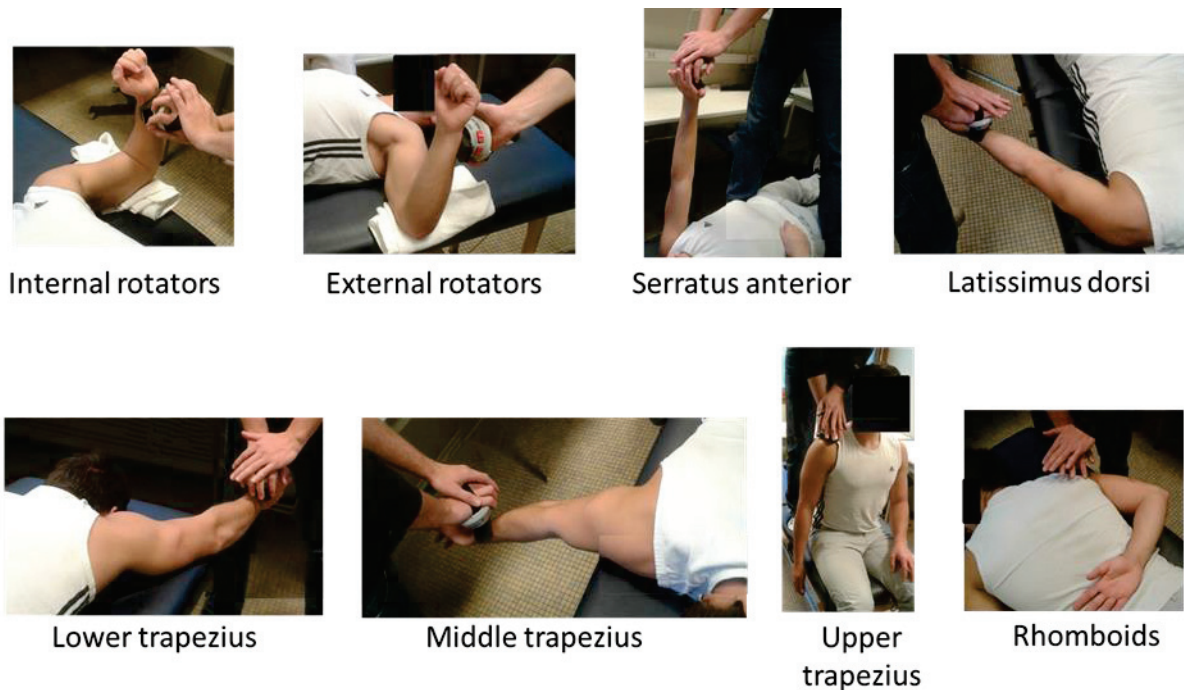 Internal rotators
External rotators
Serratus anterior
Latissimus dorsi
Lower trapezius
Middle trapezius
Upper
trapezius
Rhomboids